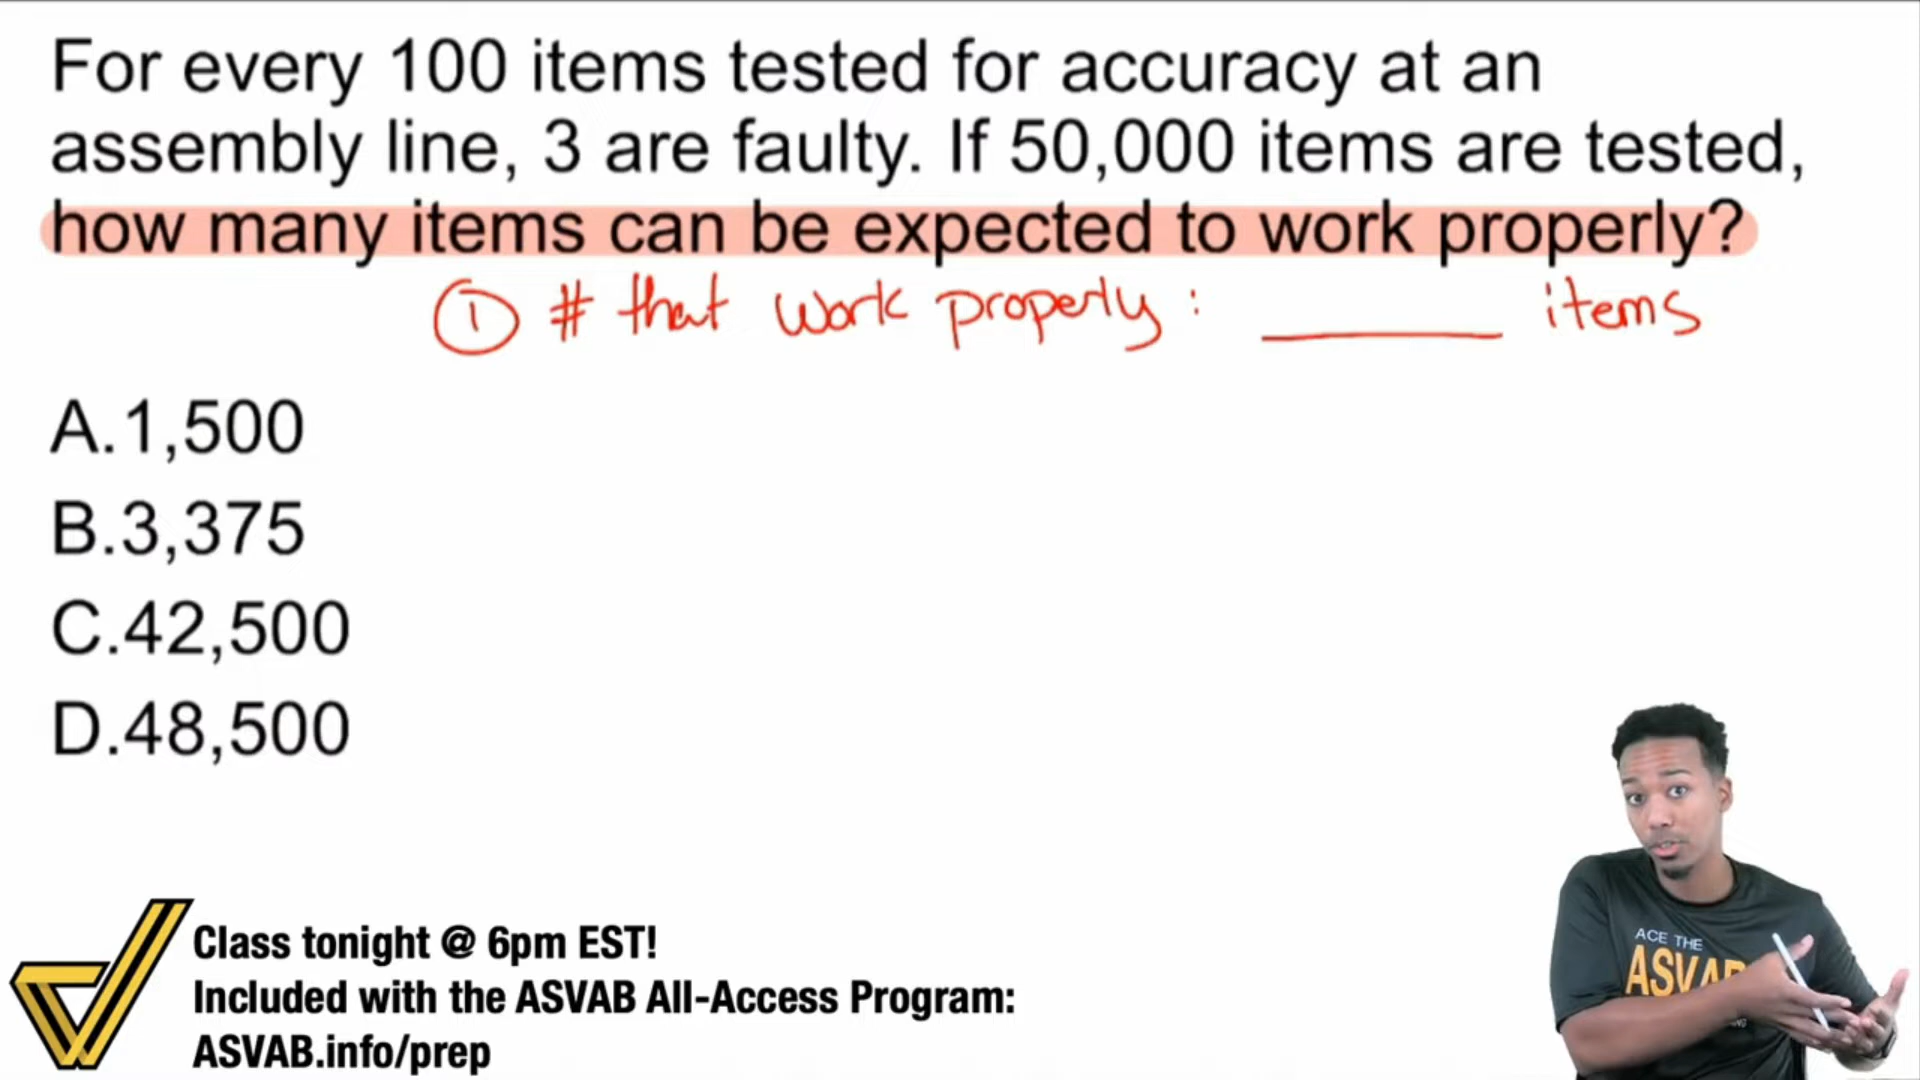 For every 100 items tested for accuracy at an
assembly line, 3 are faulty. If 50,000 items are tested,
how many items can be expected to work properly?
① # that work properly: ______ items
A.1,500
B.3,375
C.42,500
D.48,500
ACE THE
ASVAB
Class tonight @ 6pm EST!
Included with the ASVAB All-Access Program:
ASVAB.info/prep